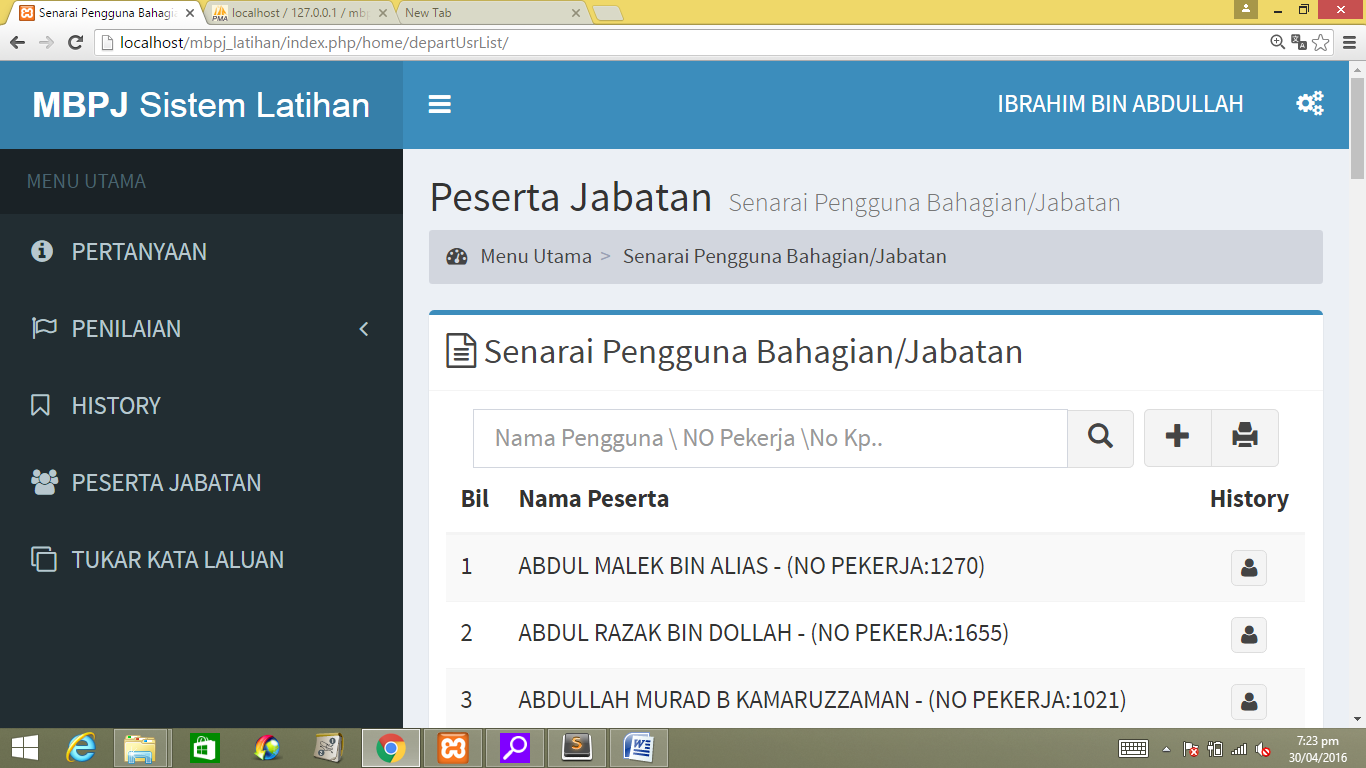 Senarai Pengguna Bahagia
localhost / 127.0.0.1 / mbp
New Tab
localhost/mbpj_latihan/index.php/home/departUsrList/
MBPJ Sistem Latihan
IBRAHIM BIN ABDULLAH
MENU UTAMA
PERTANYAAN
PENILAIAN
HISTORY
PESERTA JABATAN
TUKAR KATA LALUAN
Peserta Jabatan Senarai Pengguna Bahagian/Jabatan
Menu Utama > Senarai Pengguna Bahagian/Jabatan
Senarai Pengguna Bahagian/Jabatan
Nama Pengguna \ NO Pekerja \No Kp..
Bil Nama Peserta History
1 ABDUL MALEK BIN ALIAS - (NO PEKERJA:1270)
2 ABDUL RAZAK BIN DOLLAH - (NO PEKERJA:1655)
3 ABDULLAH MURAD B KAMARUZZAMAN - (NO PEKERJA:1021)
7:23 pm
30/04/2016